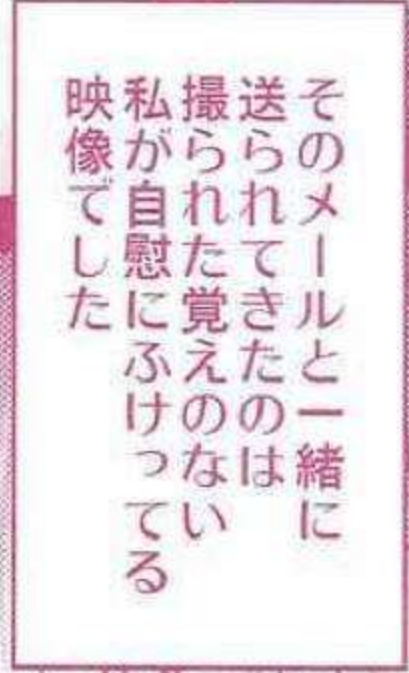 そのメールと一緒に
送られてきたのは
撮られた覚えのない
私が自慰にふけってる
映像でした